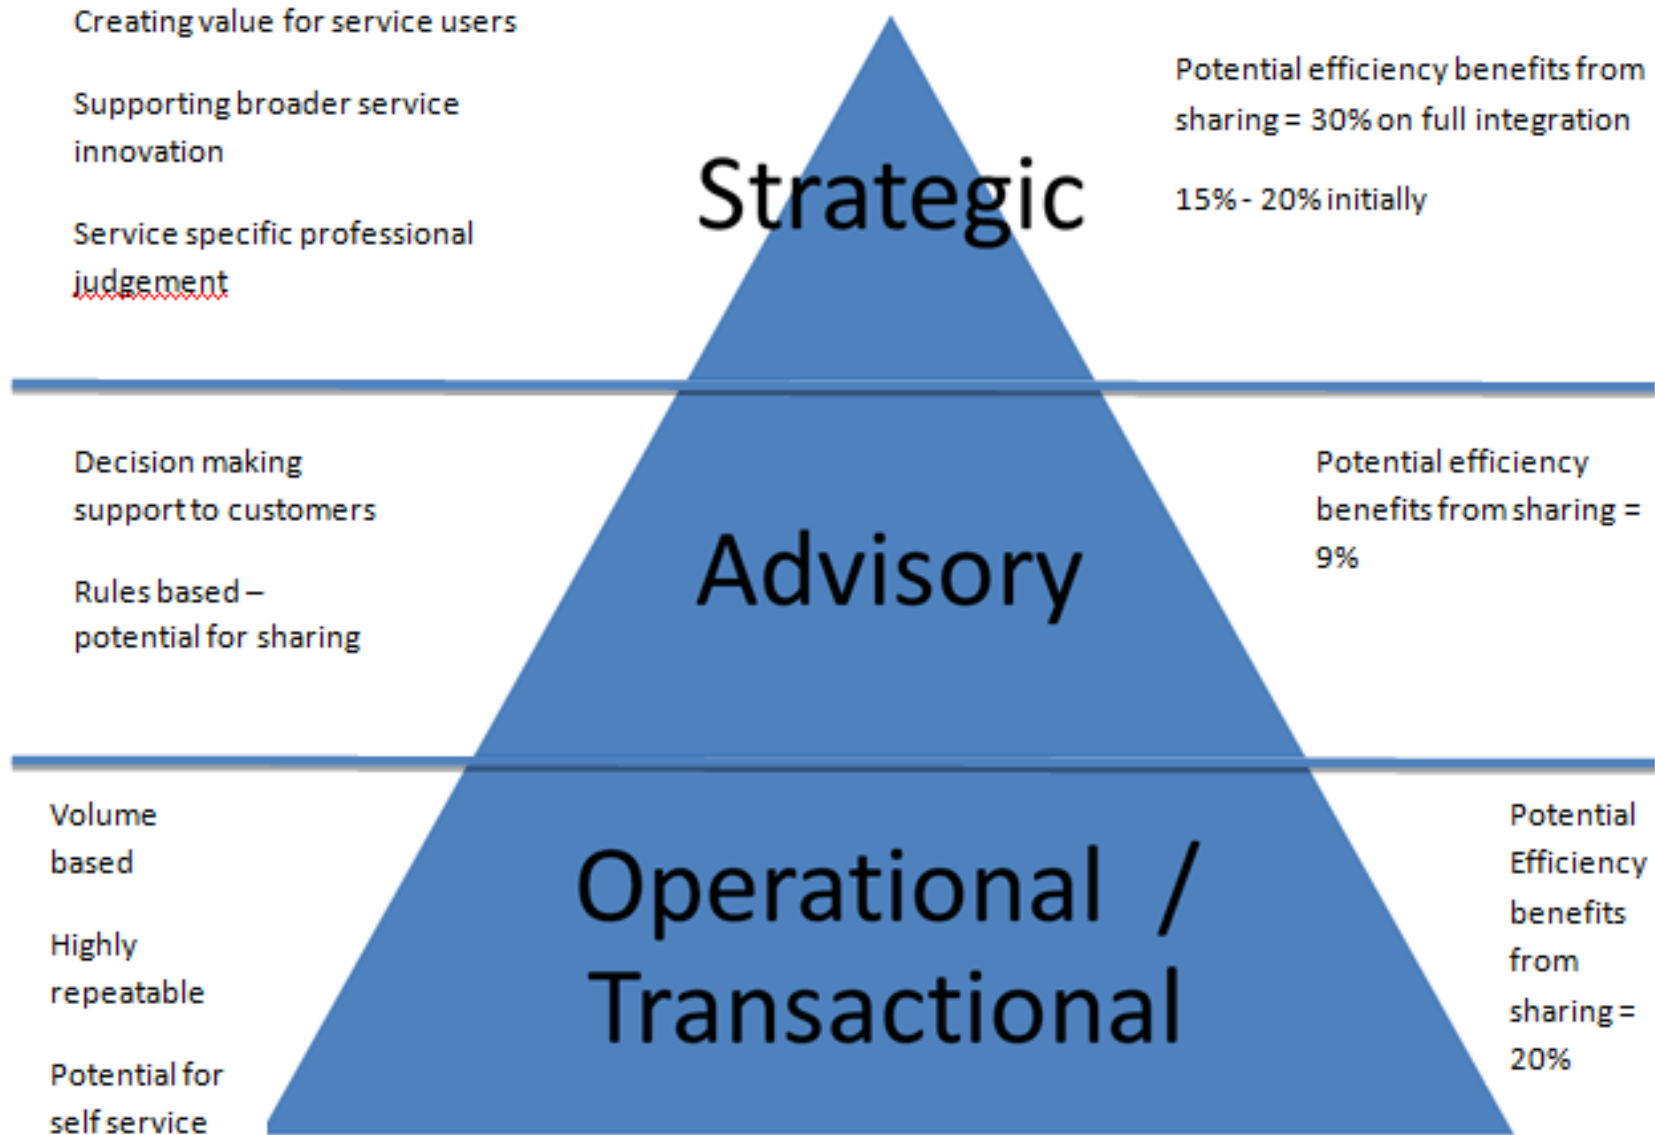 Creating value for service users
Supporting broader service
innovation
Service specific professional
judgement
Strategic
Potential efficiency benefits from
sharing = 30% on full integration
15% - 20% initially
Decision making
support to customers
Rules based –
potential for sharing
Advisory
Potential efficiency
benefits from sharing =
9%
Volume
based
Highly
repeatable
Potential for
self service
Operational /
Transactional
Potential
Efficiency
benefits
from
sharing =
20%